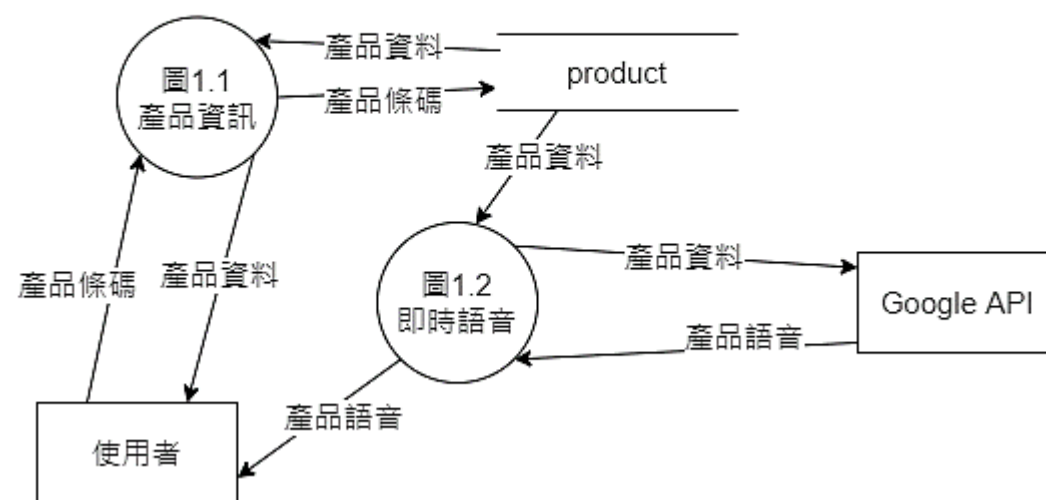 產品資料
圖1.1
產品資訊
product
產品條碼
產品資料
產品條碼
產品資料
圖1.2
即時語音
產品資料
Google API
產品語音
產品語音
使用者